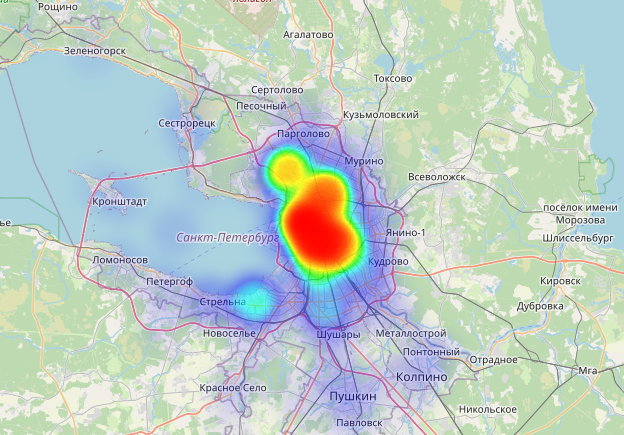 Рощино
Агалатово
Зеленогорск
Токсово
Сертолово
Песочный
Кузьмоловский
Сестрорецк
Парголово
Мурино
Всеволожск
Кронштадт
посёлок имени
Морозова
Санкт-Петербург
Янино-1
Шлиссельбург
Ломоносов
Кудрово
Петергоф
Кировск
Стрельна
Дубровка
Новоселье
Шушары
Металлострой
Понтонный
Отрадное
Мга
Красное Село
Колпино
Пушкин
Никольское
Павловск